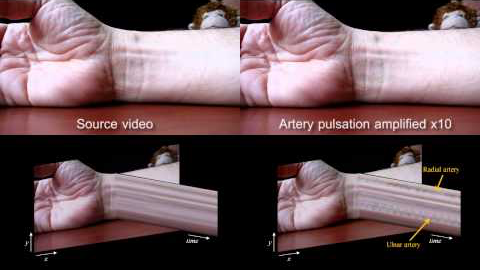 Source video
Artery pulsation amplified x10
Radial artery
y
x
time
y
x
time
Ulnar artery